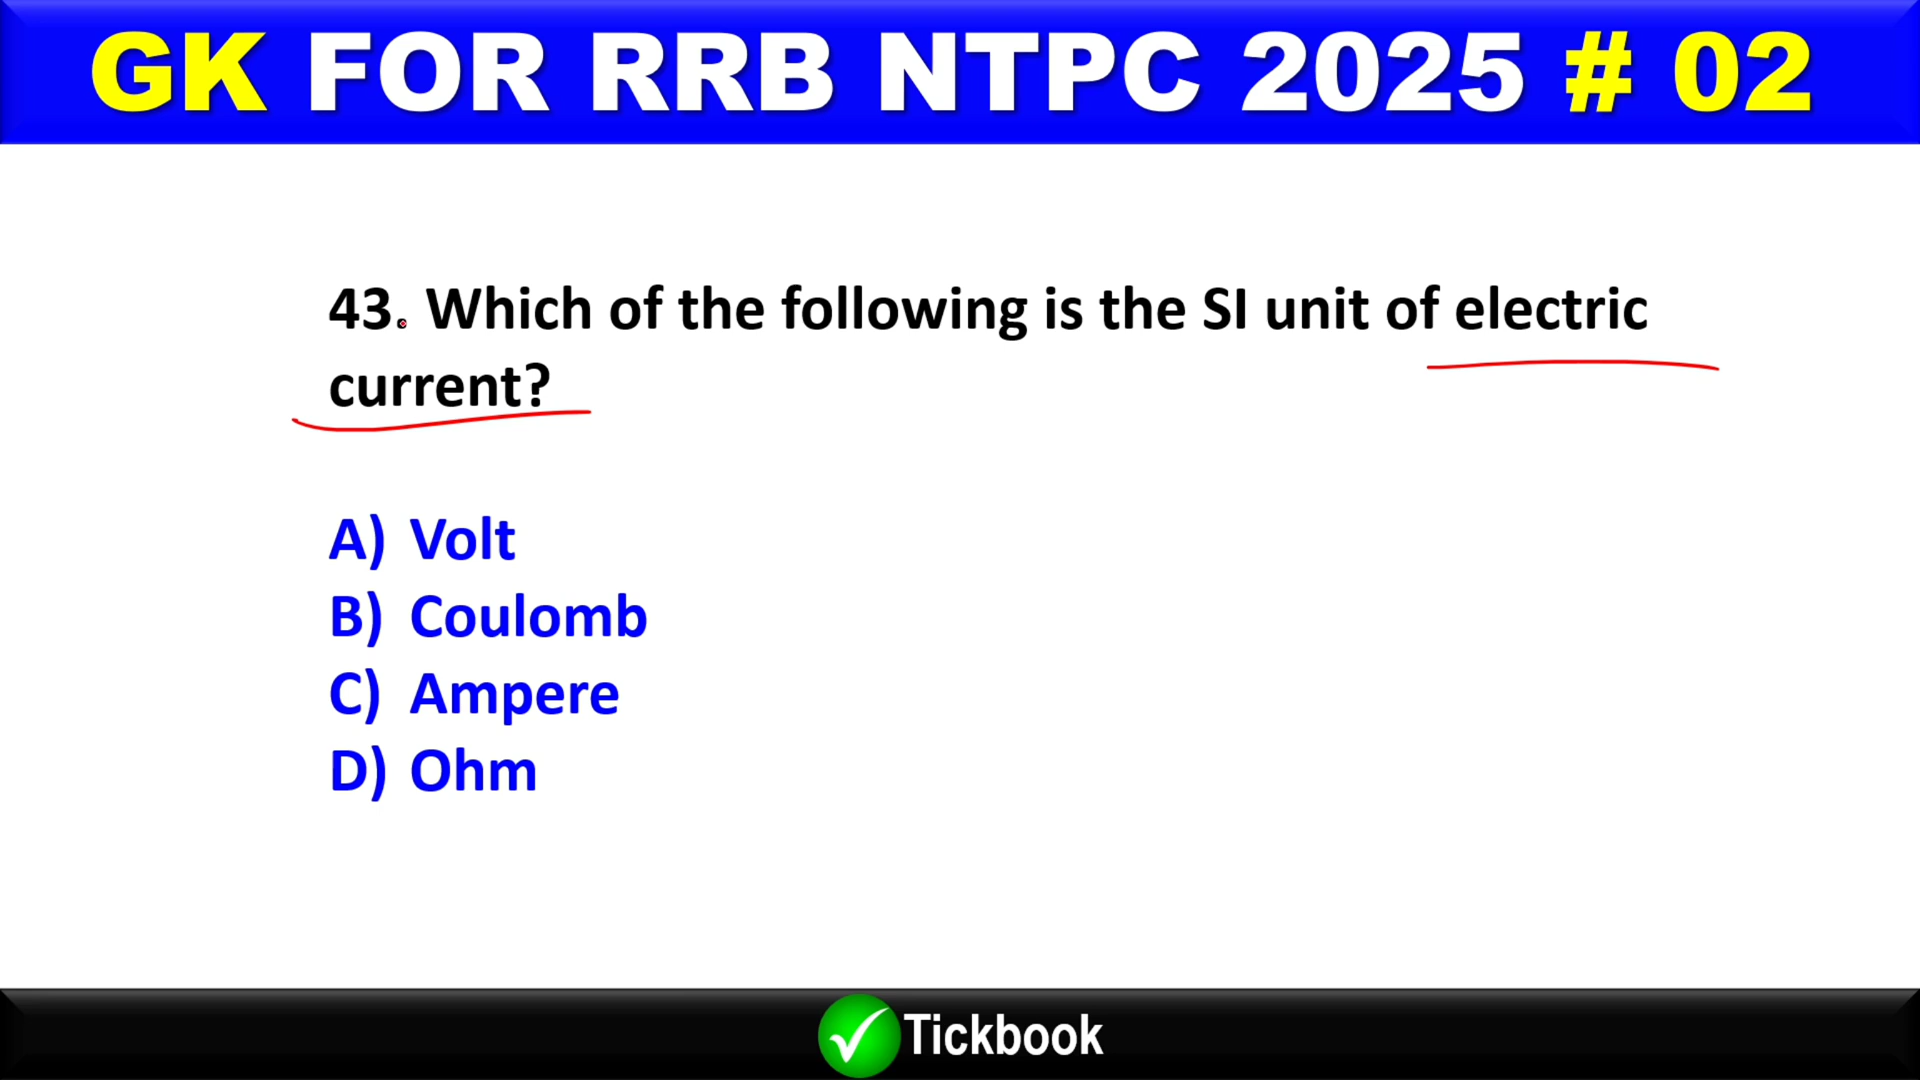 GK FOR RRB NTPC 2025 # 02
43. Which of the following is the SI unit of electric
current?
A) Volt
B) Coulomb
C) Ampere
D) Ohm
Tickbook